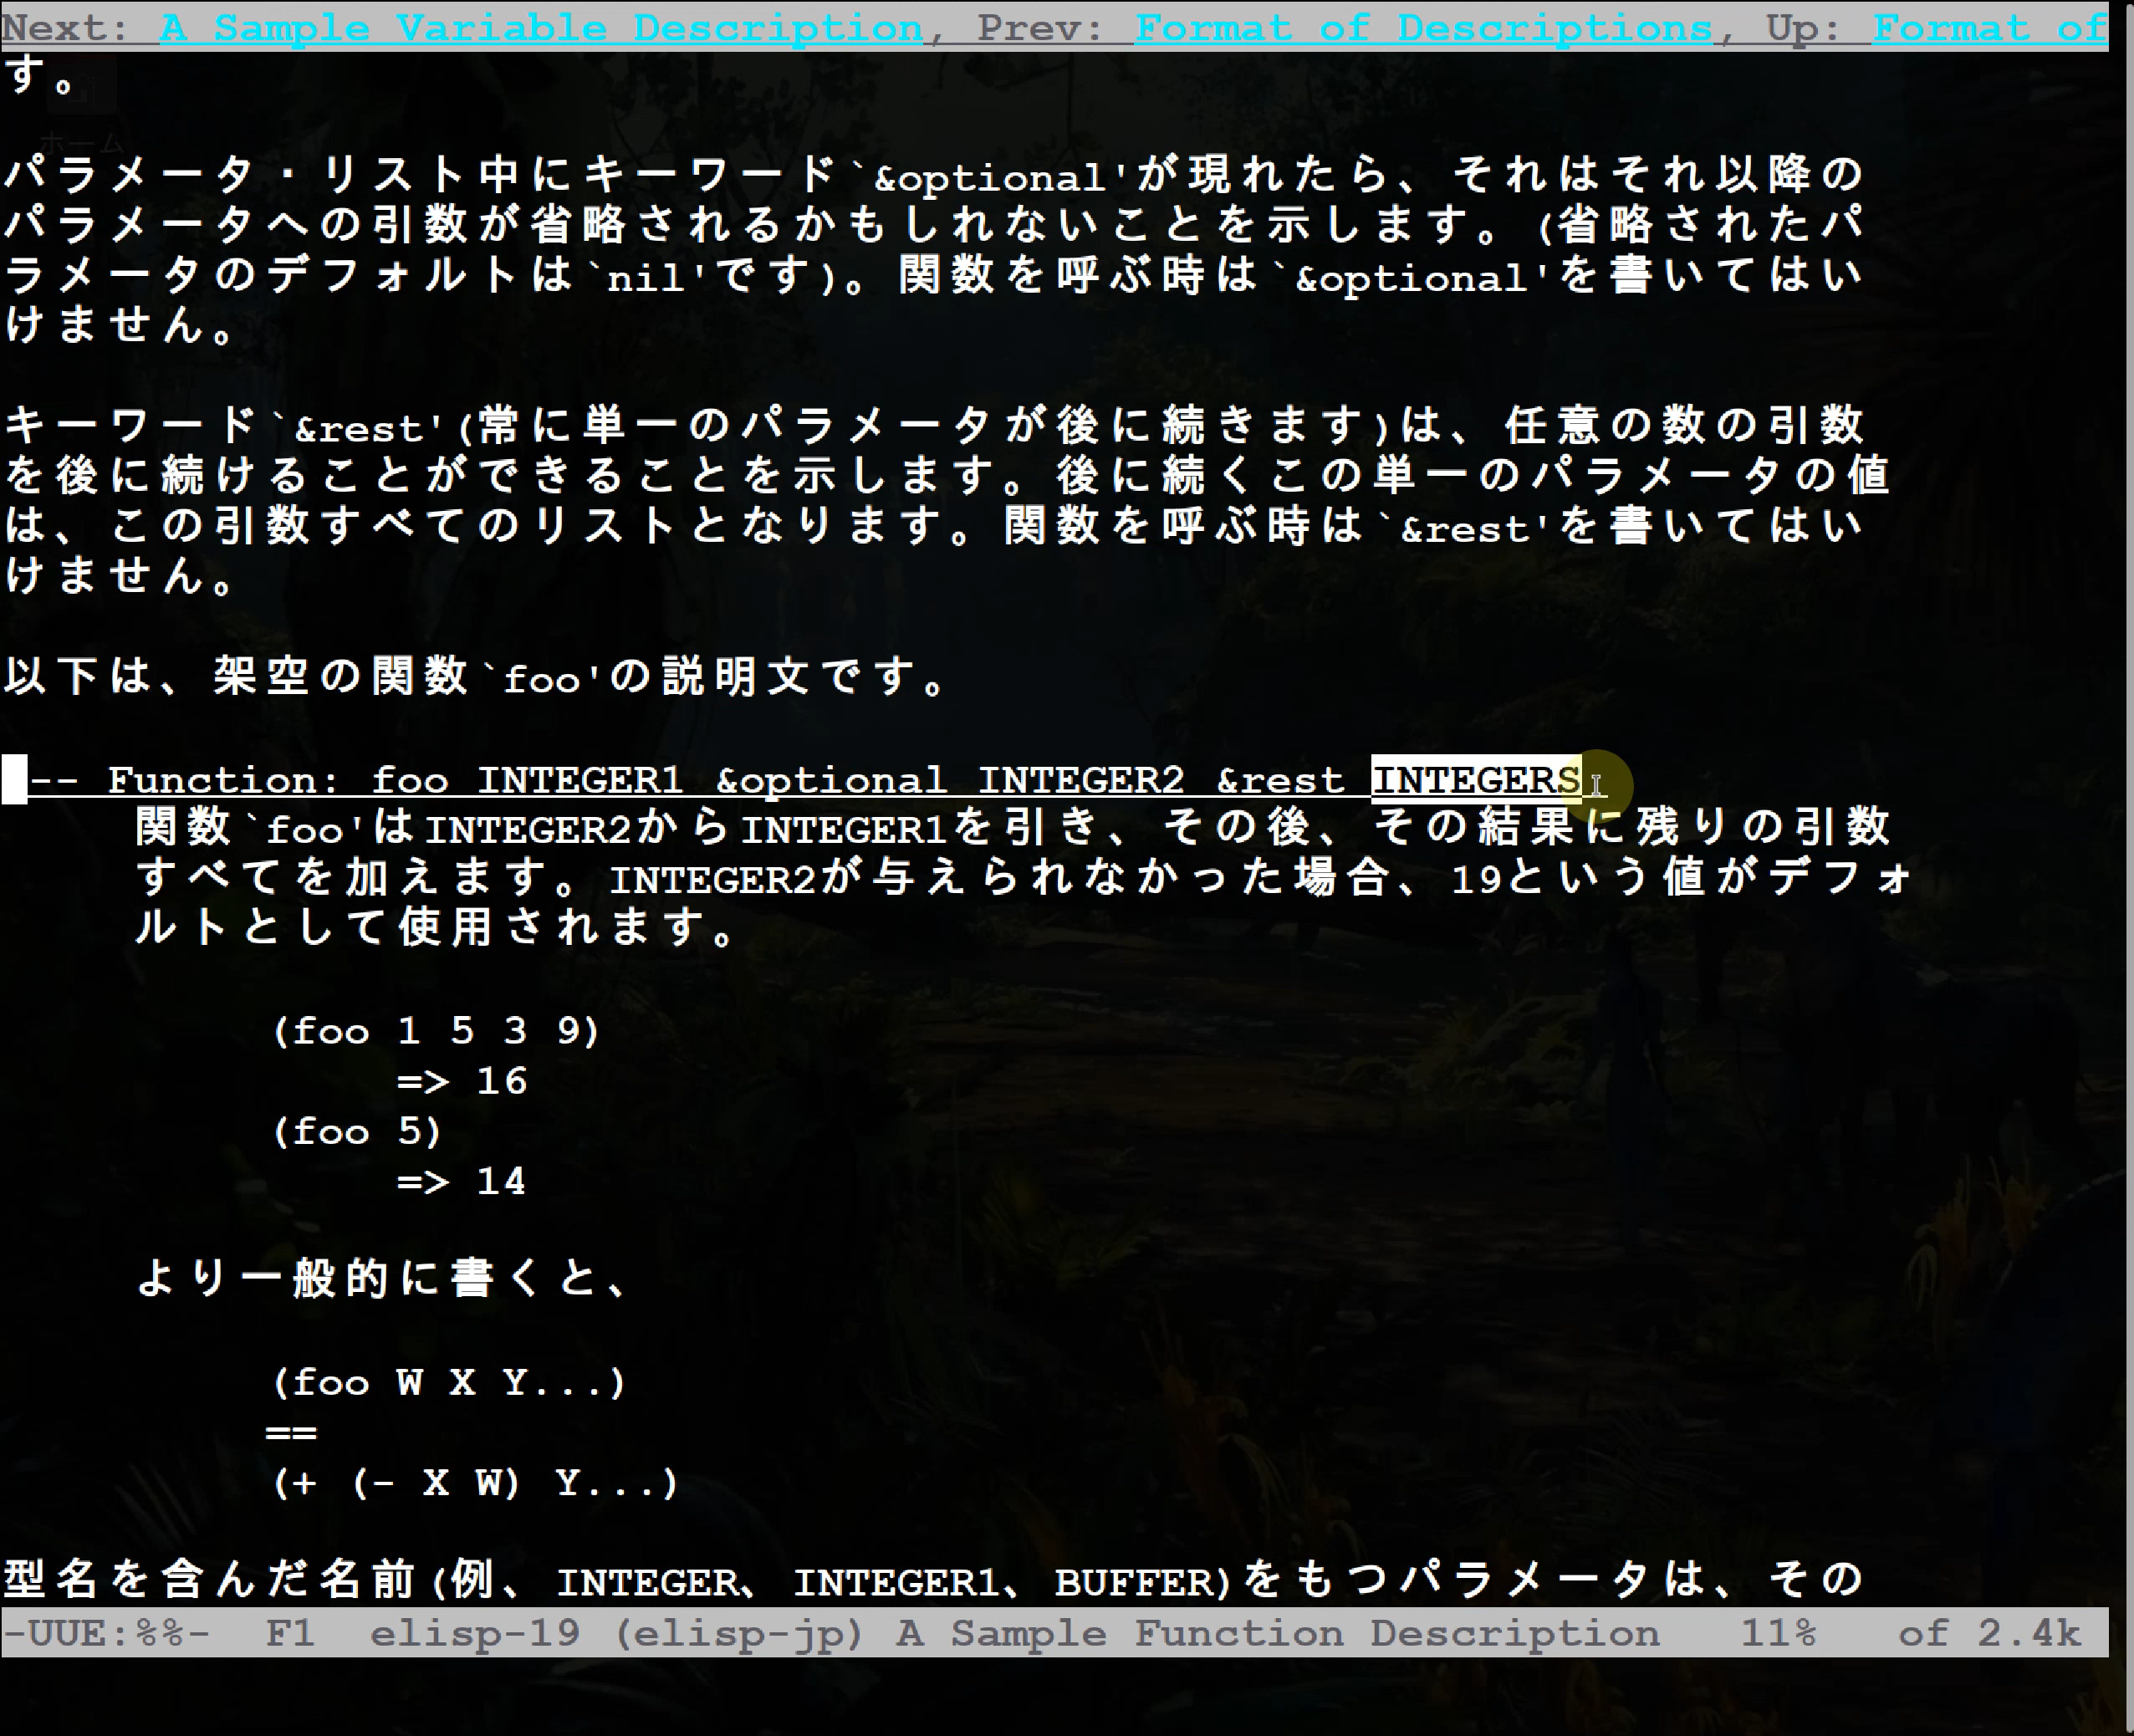 Next: A Sample Variable Description, Prev: Format of Descriptions, Up: Format of
す。
ホーム
パラメータ・リスト中にキーワード`&optional'が現れたら、それはそれ以降の
パラメータへの引数が省略されるかもしれないことを示します。(省略されたパ
ラメータのデフォルトは`nil'です)。関数を呼ぶ時は`&optional'を書いてはい
けません。
キーワード`&rest'(常に単一のパラメータが後に続きます)は、任意の数の引数
を後に続けることができることを示します。後に続くこの単一のパラメータの値
は、この引数すべてのリストとなります。関数を呼ぶ時は`&rest'を書いてはい
けません。
以下は、架空の関数`foo'の説明文です。
-- Function: foo INTEGER1 &optional INTEGER2 &rest INTEGERS
関数`foo'はINTEGER2からINTEGER1を引き、その後、その結果に残りの引数
すべてを加えます。INTEGER2が与えられなかった場合、19という値がデフォ
ルトとして使用されます。
(foo 1 5 3 9)
=> 16
(foo 5)
=> 14
より一般的に書くと、
(foo W X Y...)
==
(+ (- X W) Y...)
型名を含んだ名前(例、INTEGER、INTEGER1、BUFFER)をもつパラメータは、その
-UUE:%%-  F1  elisp-19 (elisp-jp) A Sample Function Description   11%   of 2.4k